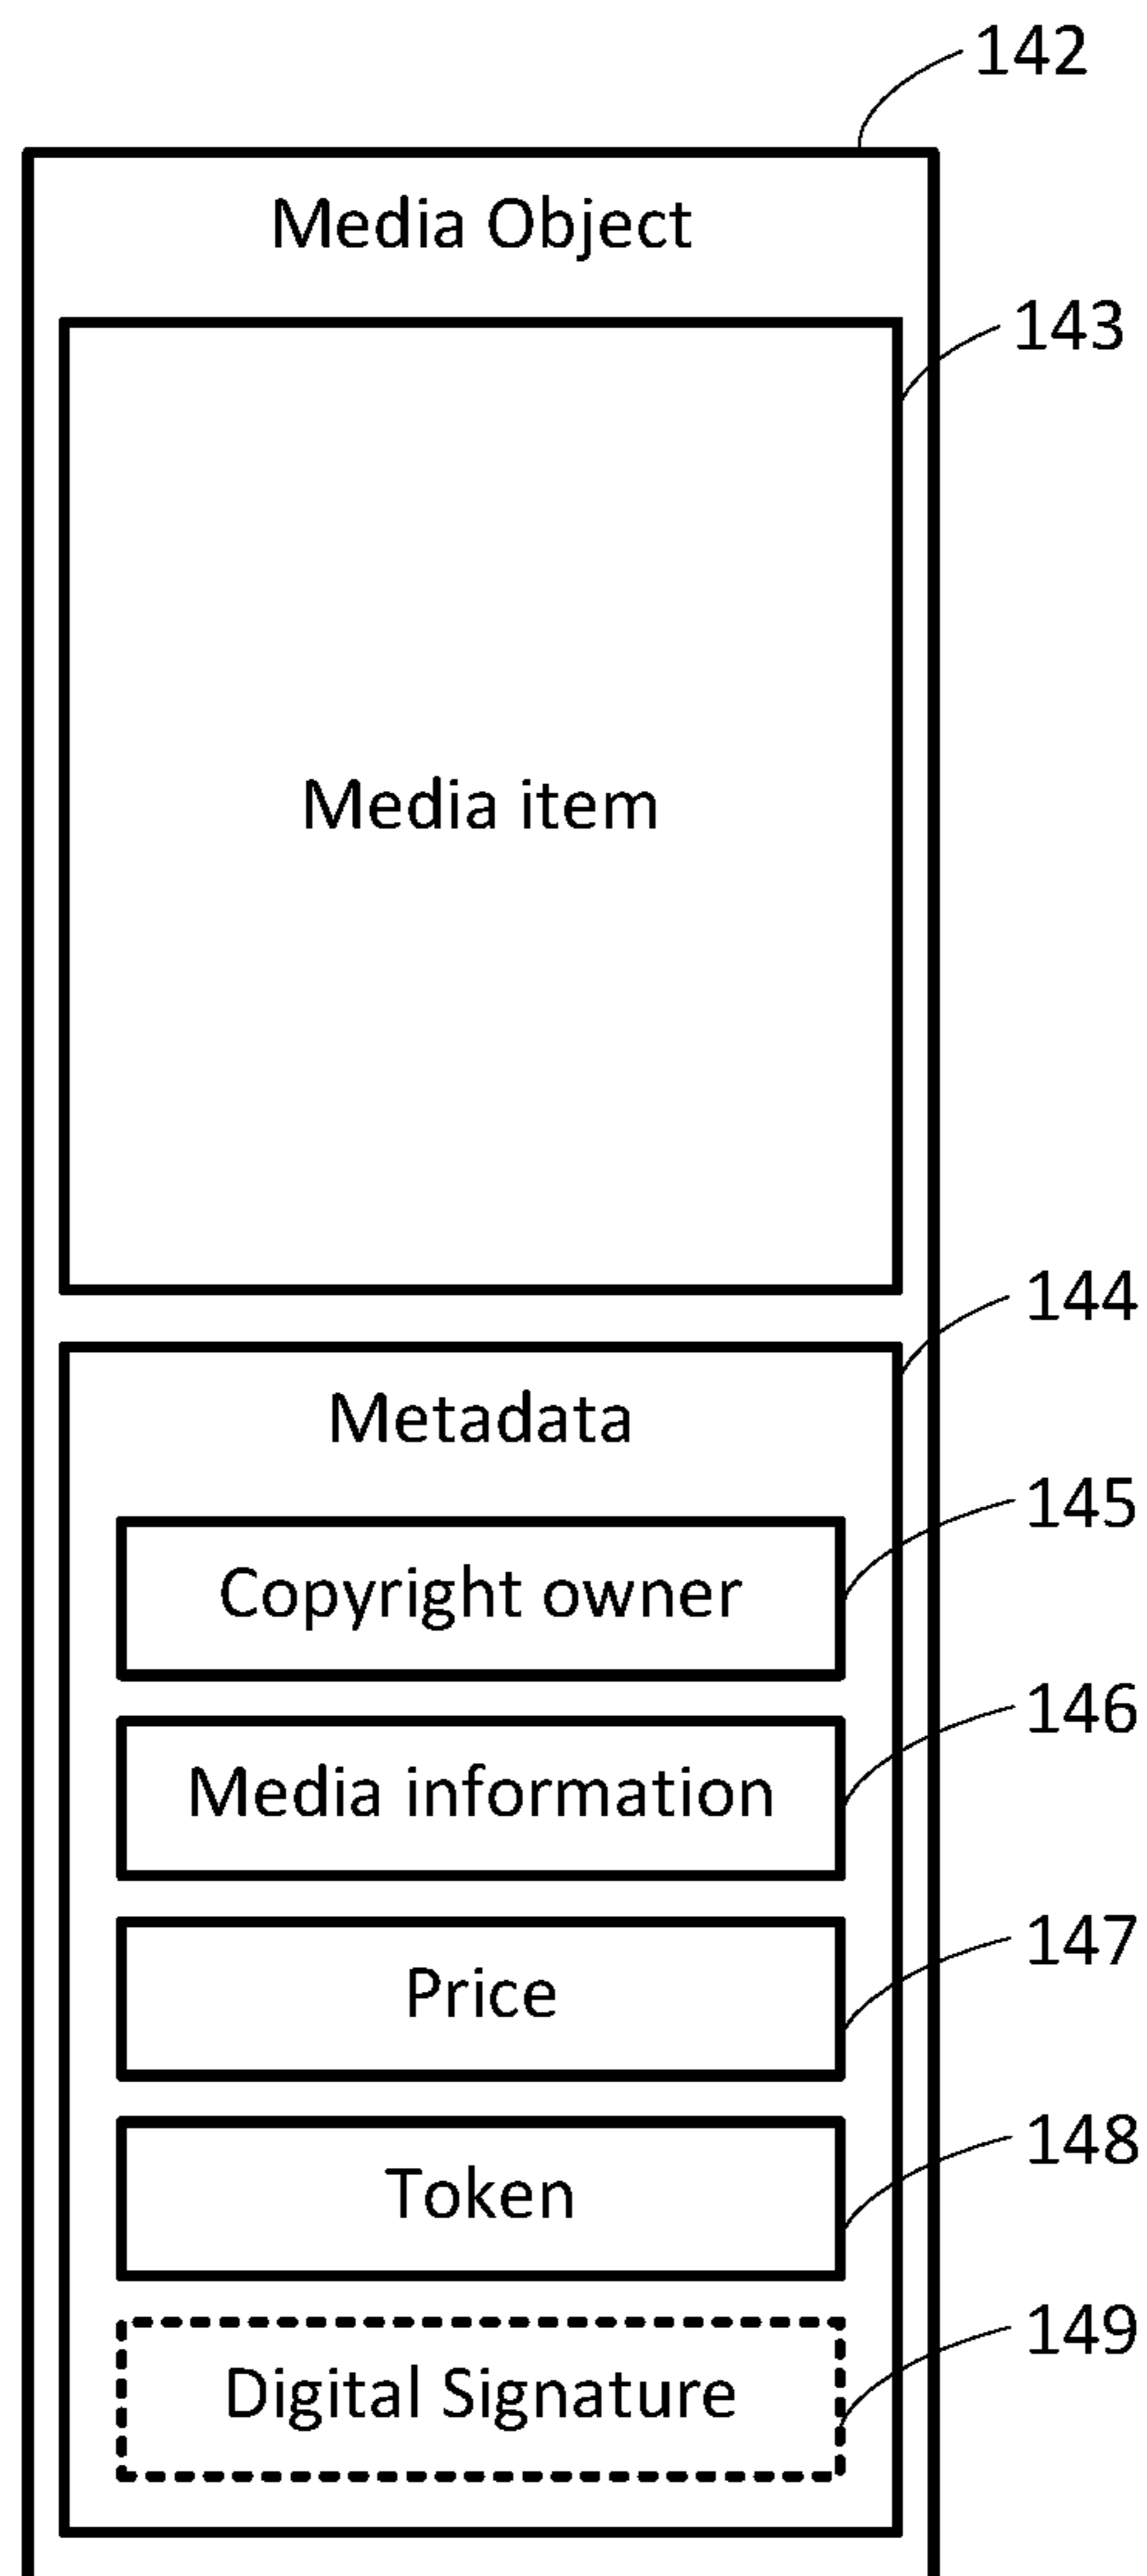 142
Media Object
143
Media item
144
Metadata
145
Copyright owner
146
Media information
147
Price
148
Token
149
Digital Signature